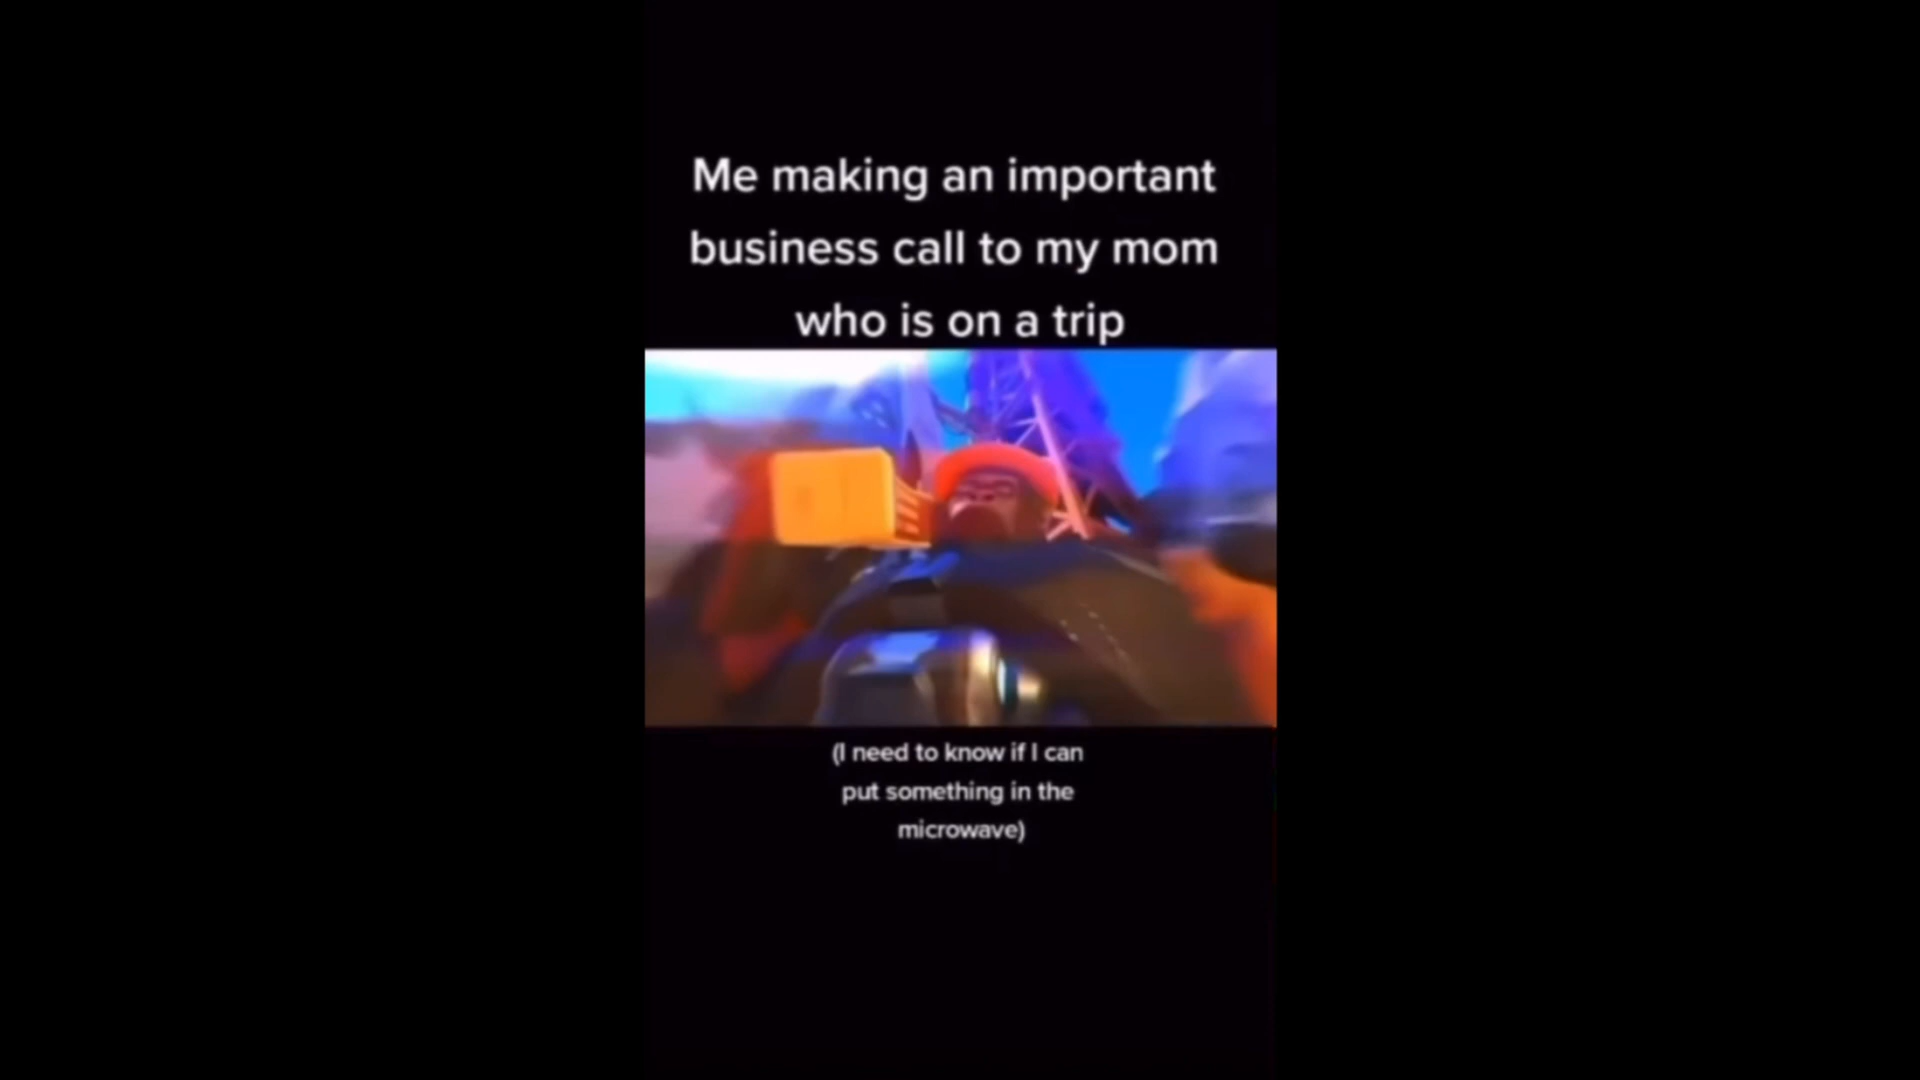 Me making an important
business call to my mom
who is on a trip
(I need to know if I can
put something in the
microwave)